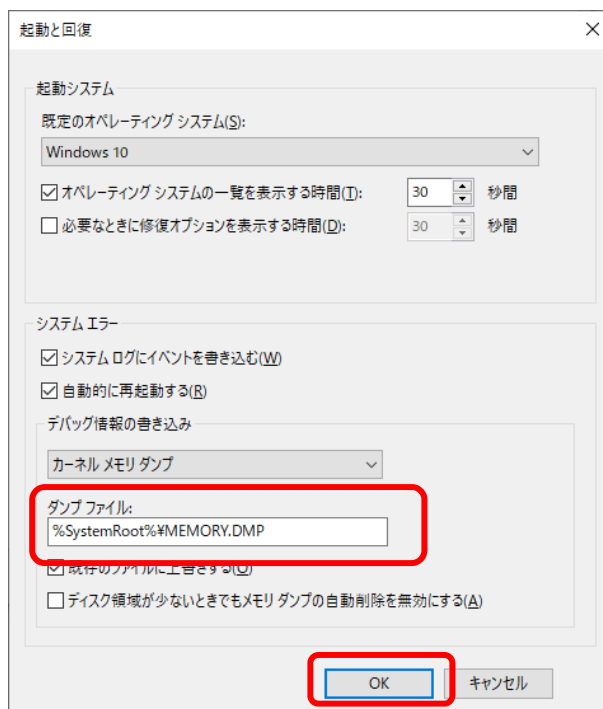 起動と回復
起動システム
既定のオペレーティング システム(S):
Windows 10
オペレーティング システムの一覧を表示する時間(T):
30
秒間
必要なときに修復オプションを表示する時間(D):
30
秒間
システム エラー
システム ログにイベントを書き込む(W)
自動的に再起動する(R)
デバッグ情報の書き込み
カーネル メモリ ダンプ
ダンプ ファイル:
%SystemRoot%¥MEMORY.DMP
既存のファイルに上書きする(O)
ディスク領域が少ないときでもメモリ ダンプの自動削除を無効にする(A)
OK
キャンセル